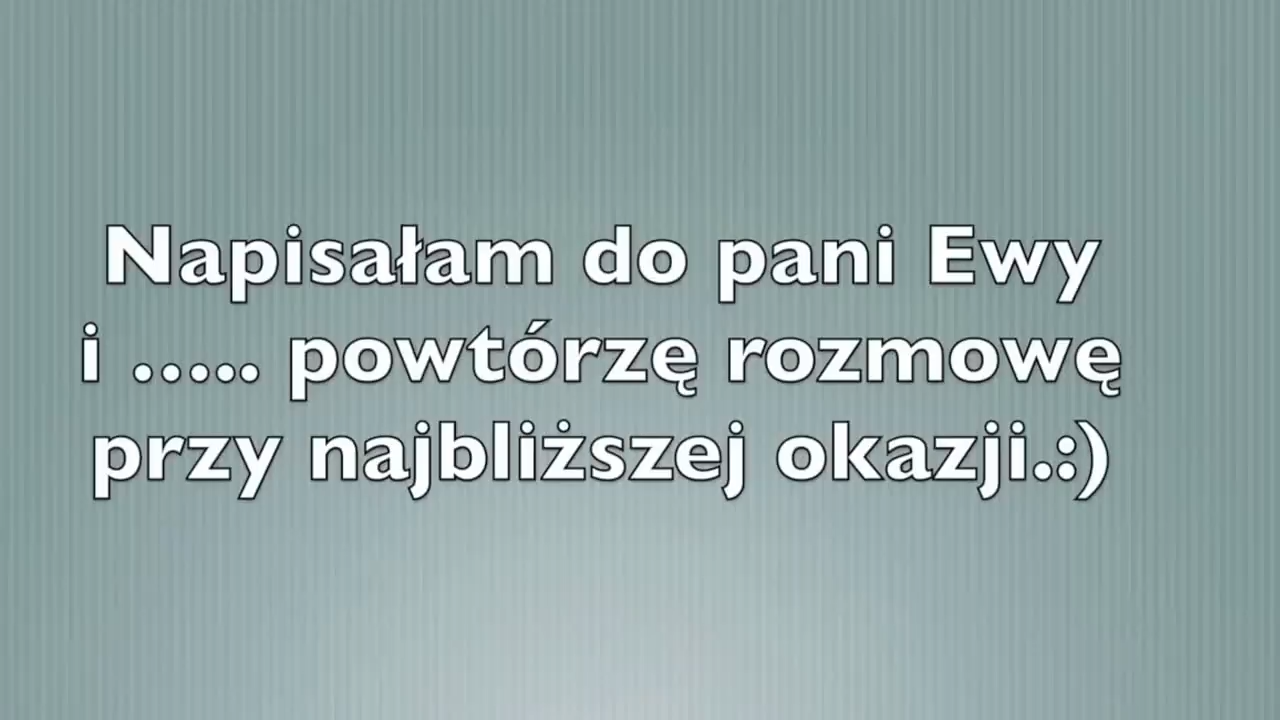 Napisałam do pani Ewy
i ..... powtórzę rozmowę
przy najbliższej okazji.:)